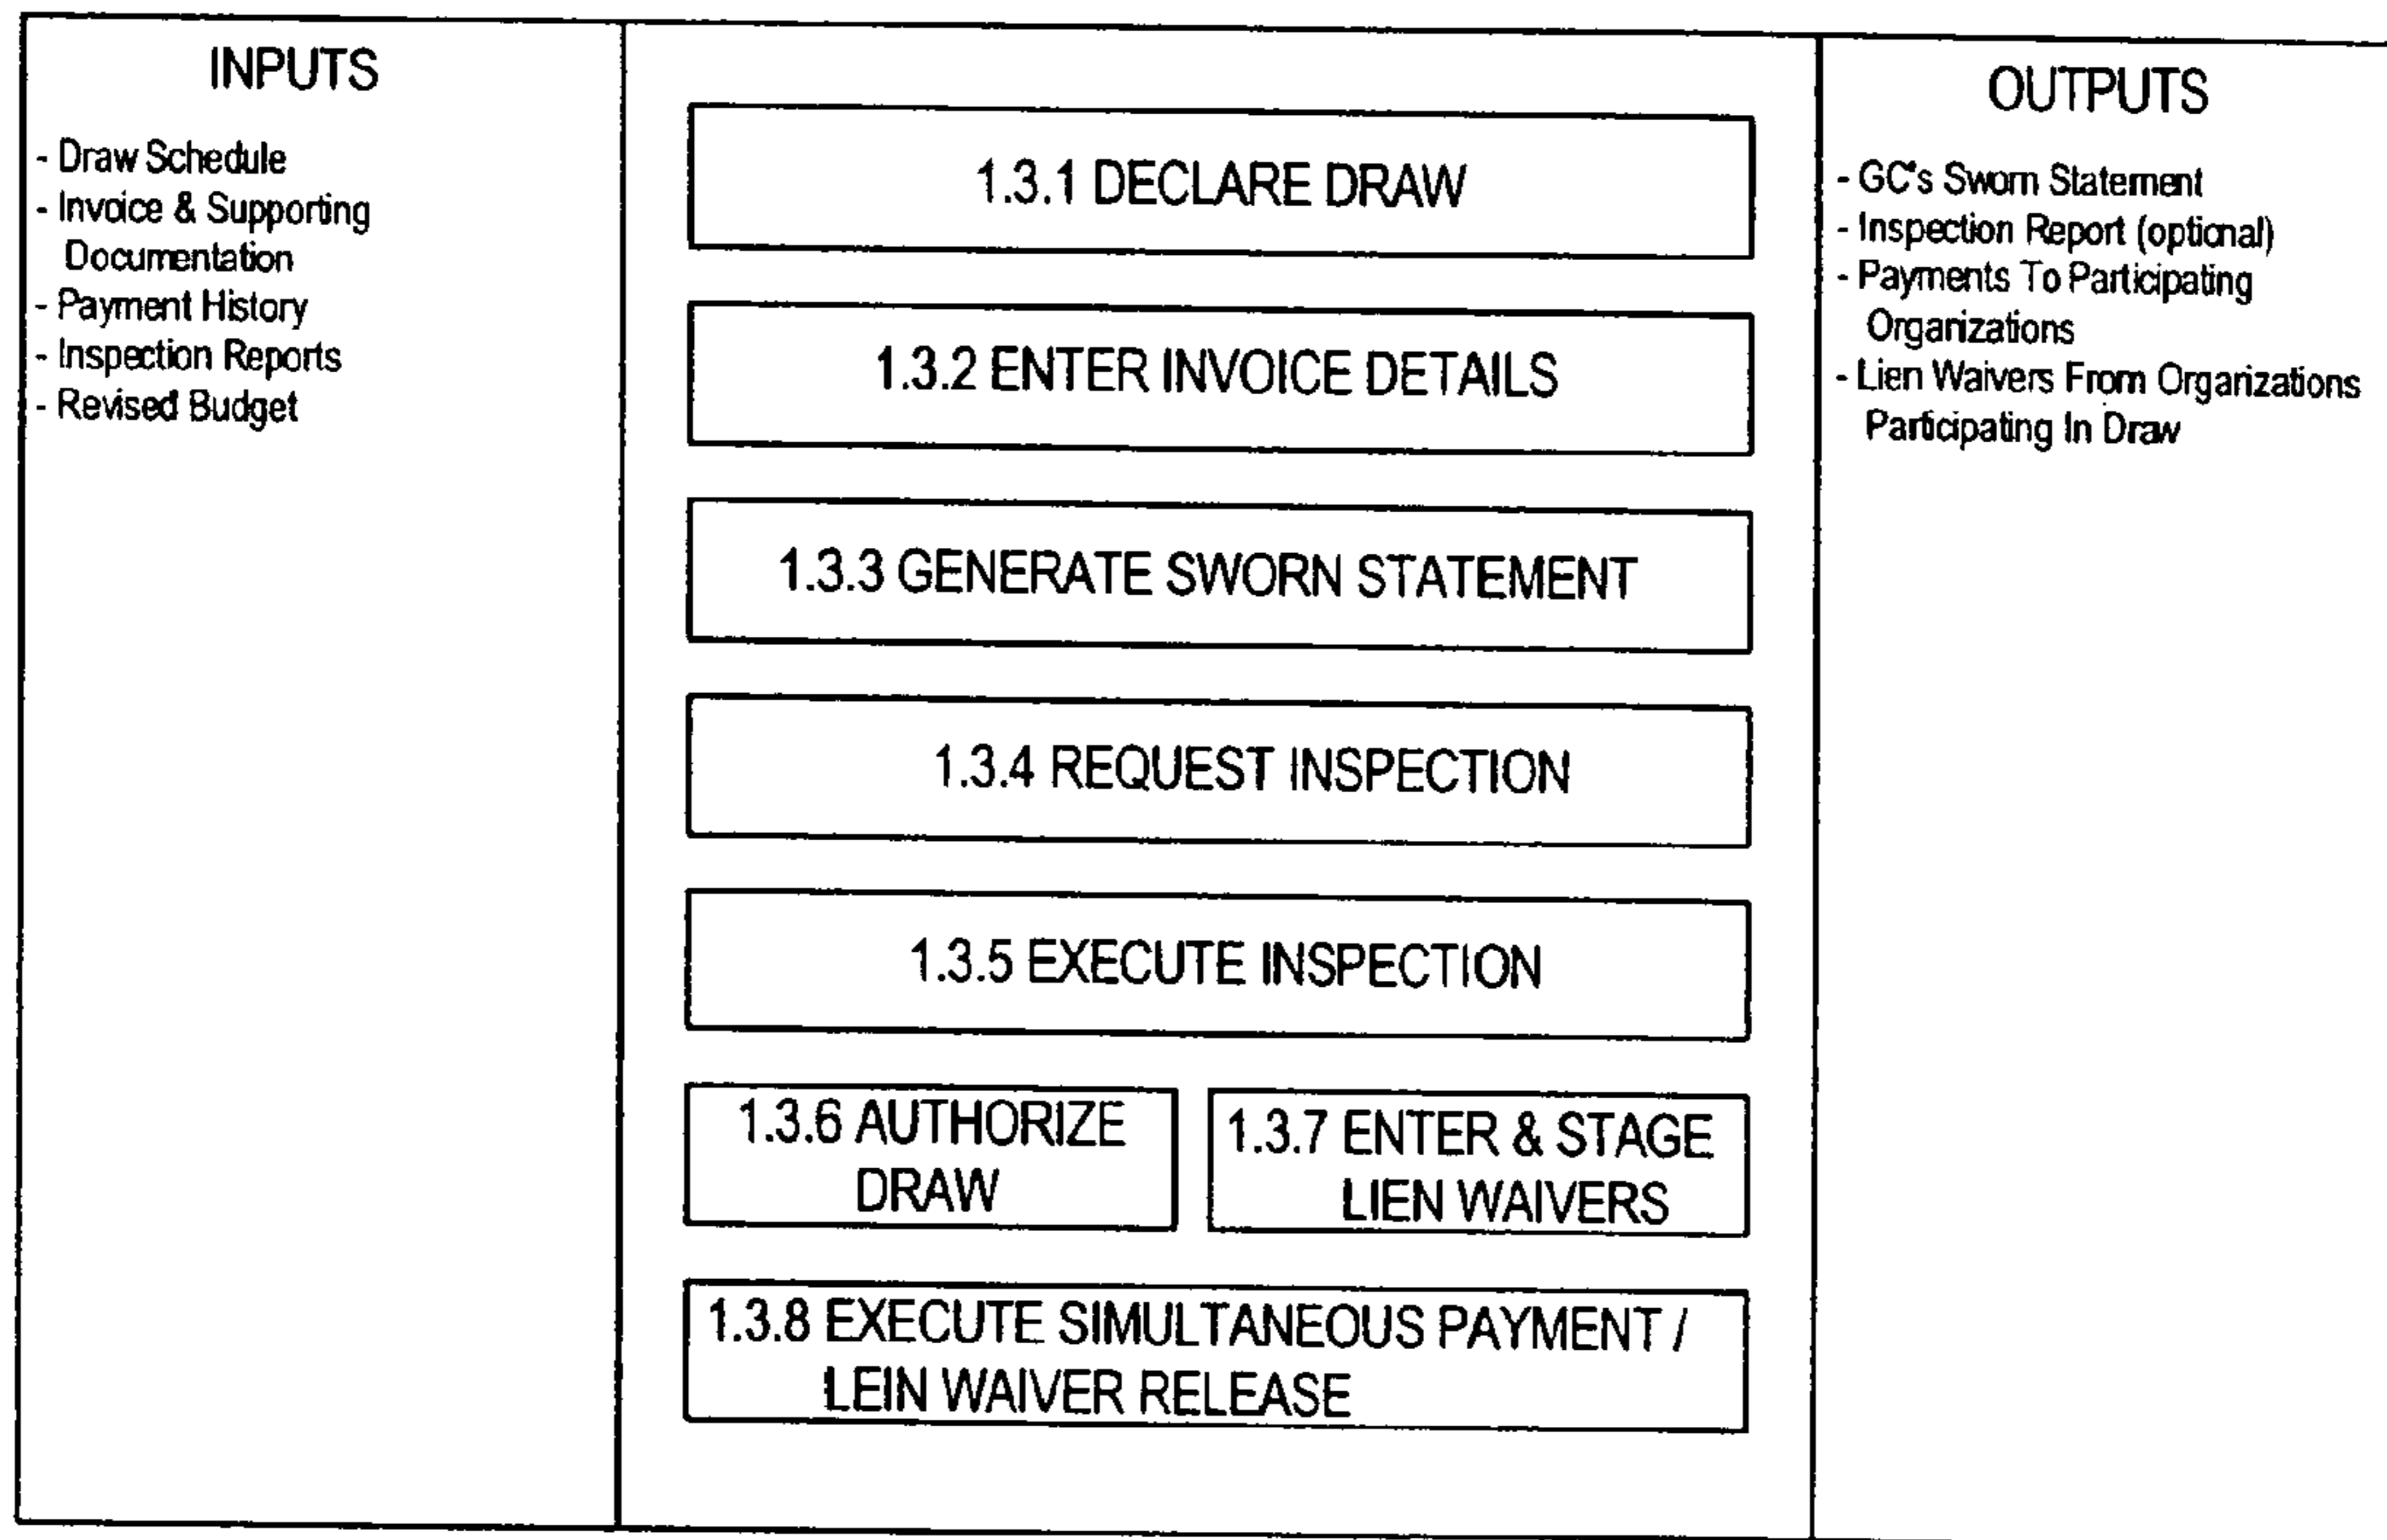 INPUTS
- Draw Schedule
- Invoice & Supporting
Documentation
- Payment History
- Inspection Reports
- Revised Budget
1.3.1 DECLARE DRAW
1.3.2 ENTER INVOICE DETAILS
1.3.3 GENERATE SWORN STATEMENT
1.3.4 REQUEST INSPECTION
1.3.5 EXECUTE INSPECTION
1.3.6 AUTHORIZE
DRAW
1.3.7 ENTER & STAGE
LIEN WAIVERS
1.3.8 EXECUTE SIMULTANEOUS PAYMENT /
LEIN WAIVER RELEASE
OUTPUTS
- GC's Sworn Statement
- Inspection Report (optional)
- Payments To Participating
Organizations
- Lien Waivers From Organizations
Participating In Draw